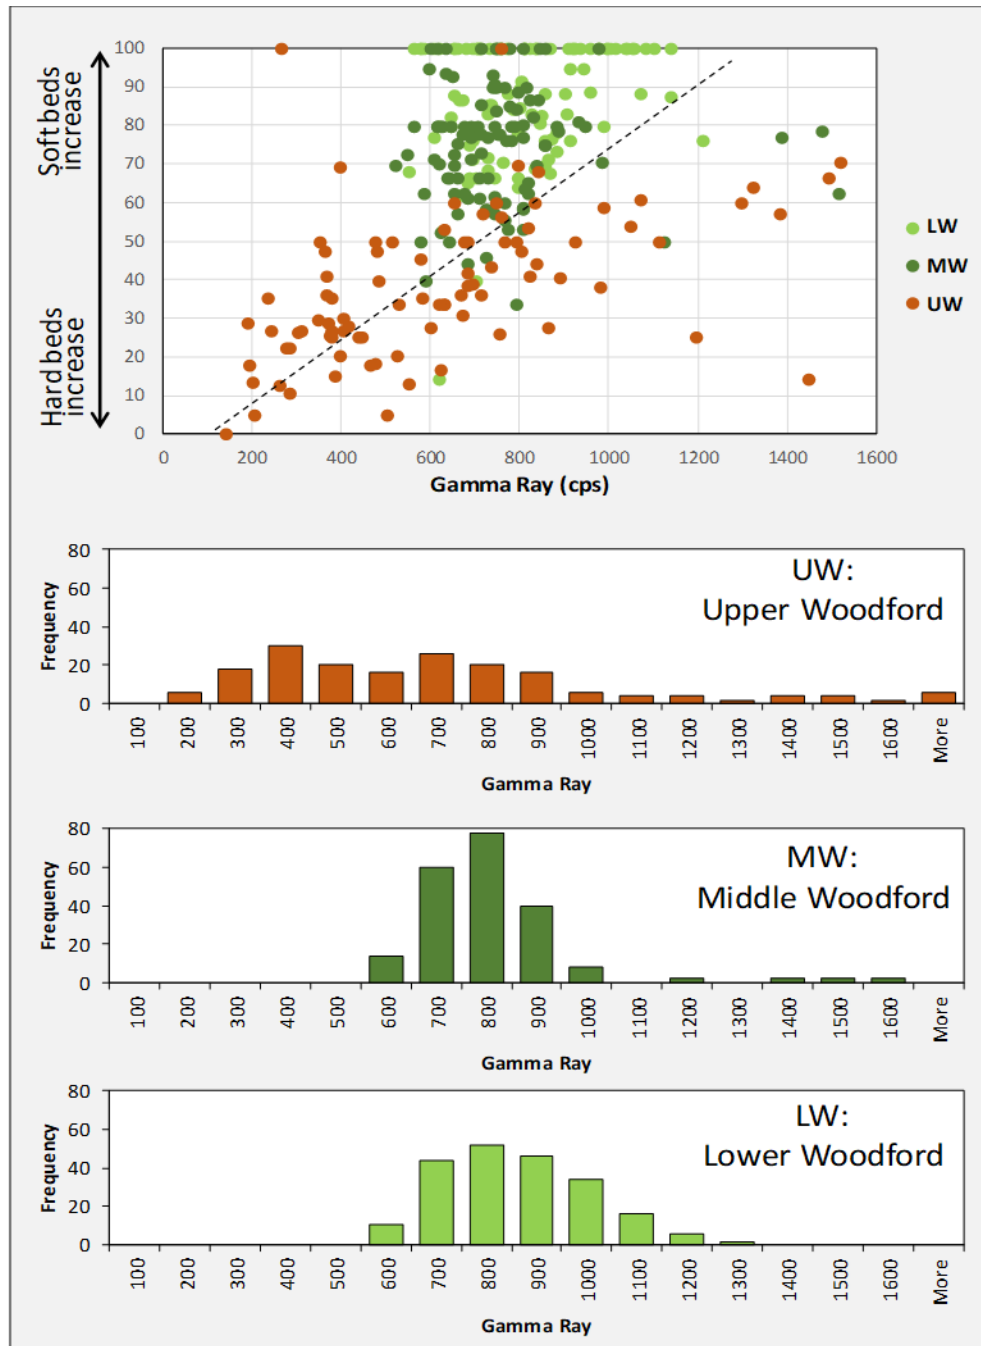 Soft beds
increase
Hard beds
increase
100
90
80
70
60
50
40
30
20
10
0
0 200 400 600 800 1000 1200 1400 1600
Gamma Ray (cps)
LW
MW
UW
UW:
Upper Woodford
Frequency
80
60
40
20
0
100 200 300 400 500 600 700 800 900 1000 1100 1200 1300 1400 1500 1600 More
Gamma Ray
MW:
Middle Woodford
Frequency
80
60
40
20
0
100 200 300 400 500 600 700 800 900 1000 1100 1200 1300 1400 1500 1600 More
Gamma Ray
LW:
Lower Woodford
Frequency
80
60
40
20
0
100 200 300 400 500 600 700 800 900 1000 1100 1200 1300 1400 1500 1600 More
Gamma Ray